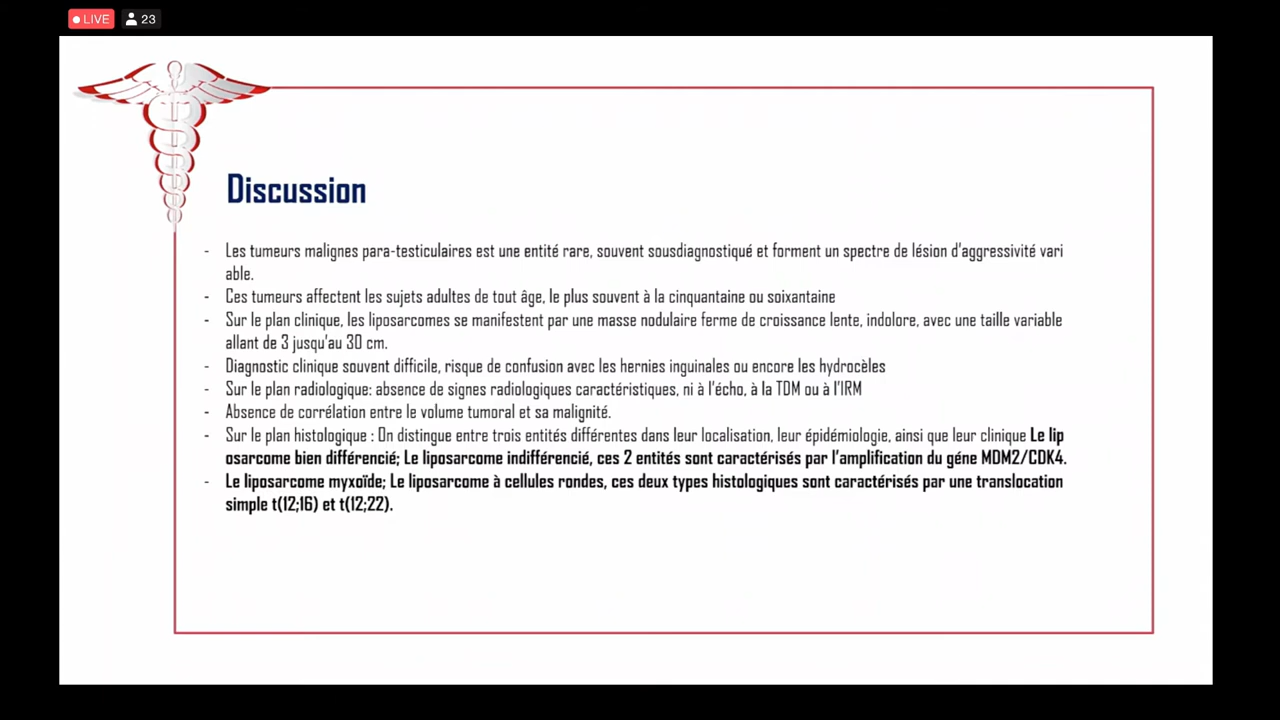 LIVE 23
Discussion
- Les tumeurs malignes para-testiculaires est une entité rare, souvent sousdiagnostiqué et forment un spectre de lésion d'aggressivité vari
able.
- Ces tumeurs affectent les sujets adultes de tout âge, le plus souvent à la cinquantaine ou soixantaine
- Sur le plan clinique, les liposarcomes se manifestent par une masse nodulaire ferme de croissance lente, indolore, avec une taille variable
allant de 3 jusqu'au 30 cm.
- Diagnostic clinique souvent difficile, risque de confusion avec les hernies inguinales ou encore les hydrocèles
- Sur le plan radiologique: absence de signes radiologiques caractéristiques, ni à l'écho, à la TDM ou à l'IRM
- Absence de corrélation entre le volume tumoral et sa malignité.
- Sur le plan histologique : On distingue entre trois entités différentes dans leur localisation, leur épidémiologie, ainsi que leur clinique Le lip
osarcome bien différencié; Le liposarcome indifférencié, ces 2 entités sont caractérisés par l'amplification du géne MDM2/CDK4.
- Le liposarcome myxoïde; Le liposarcome à cellules rondes, ces deux types histologiques sont caractérisés par une translocation
simple t(12;16) et t(12;22).